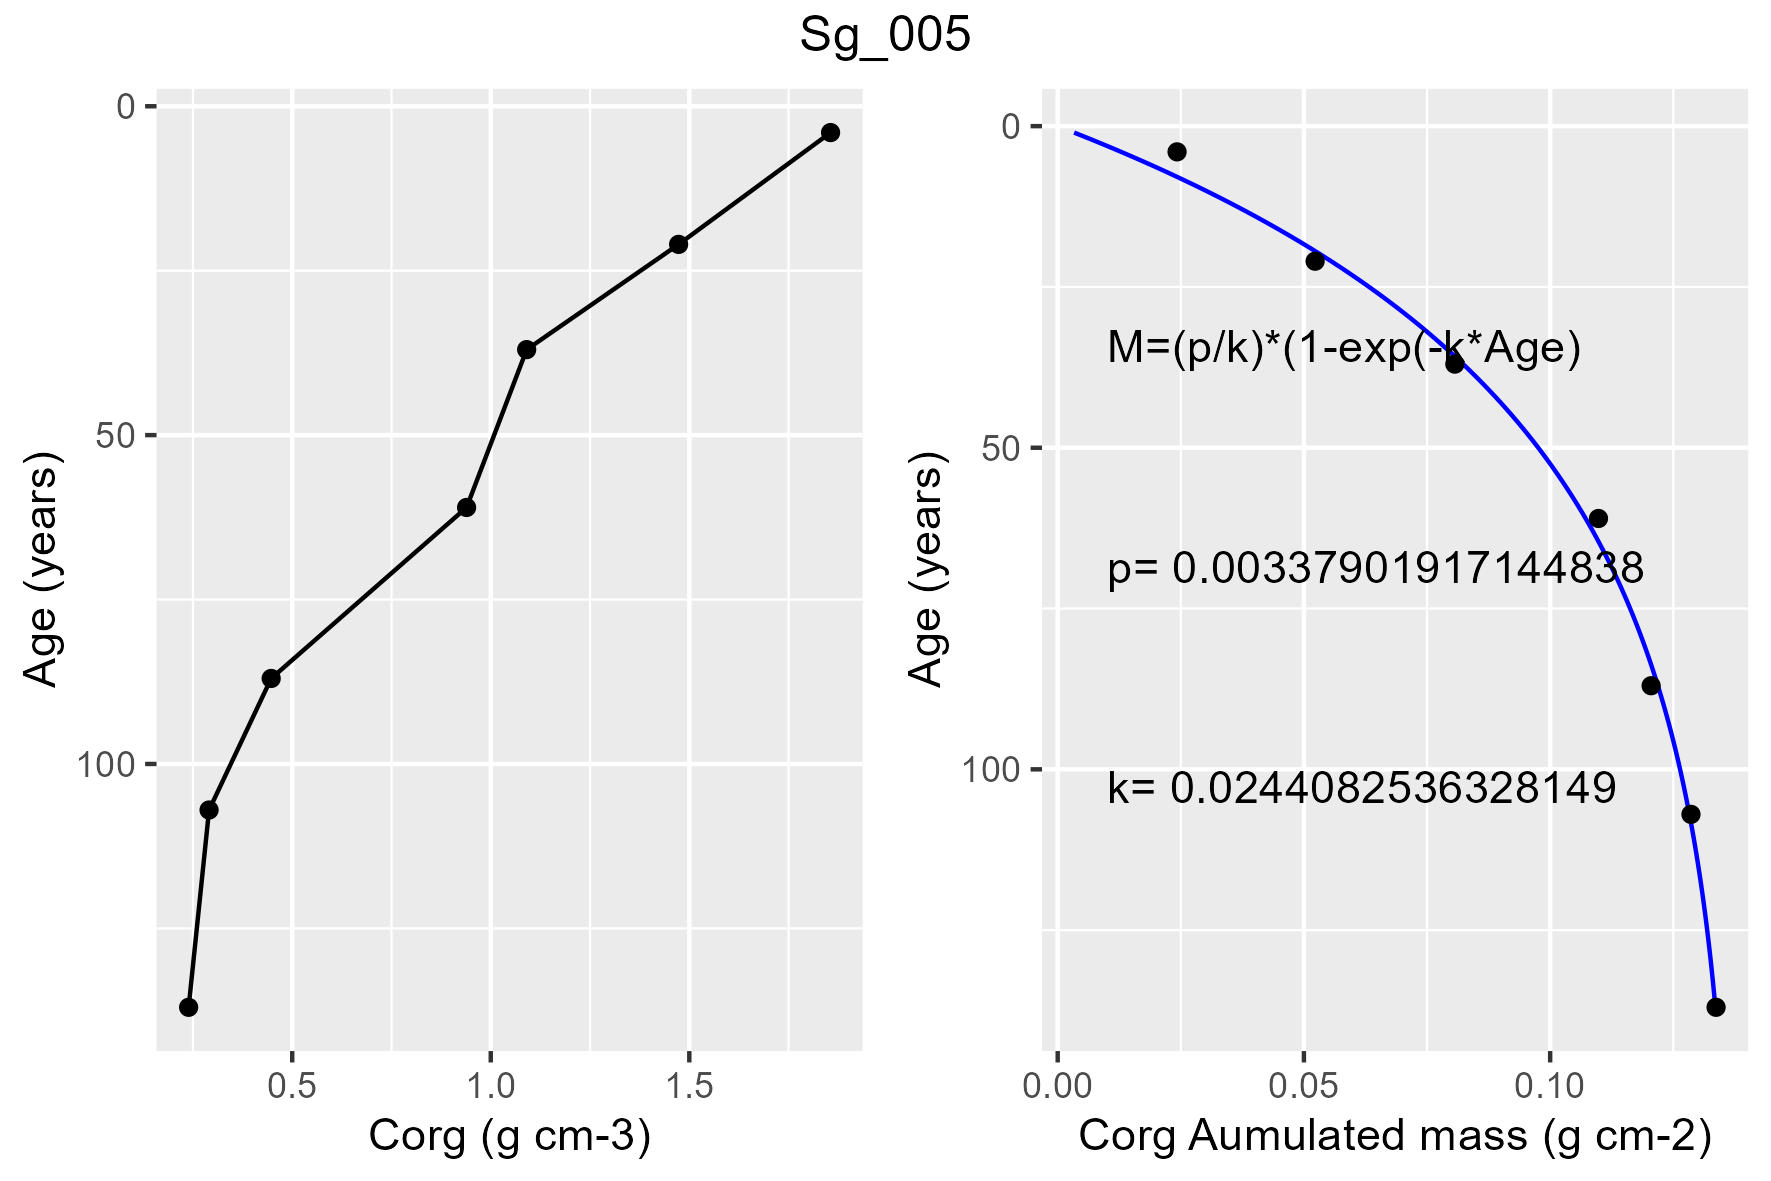 Sg_005
0
50
100
Age (years)
0.5 1.0 1.5
Corg (g cm-3)
0
50
100
Age (years)
M=(p/k)*(1-exp(-k*Age)
p= 0.00337901917144838
k= 0.0244082536328149
0.00 0.05 0.10
Corg Aumulated mass (g cm-2)